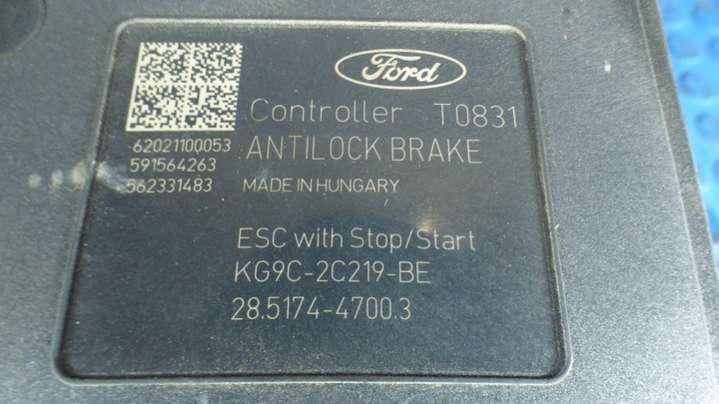 Ford
Controller T0831
62021100053
591564263
562331483
ANTILOCK BRAKE
MADE IN HUNGARY
ESC with Stop/Start
KG9C-2C219-BE
28.5174-4700.3